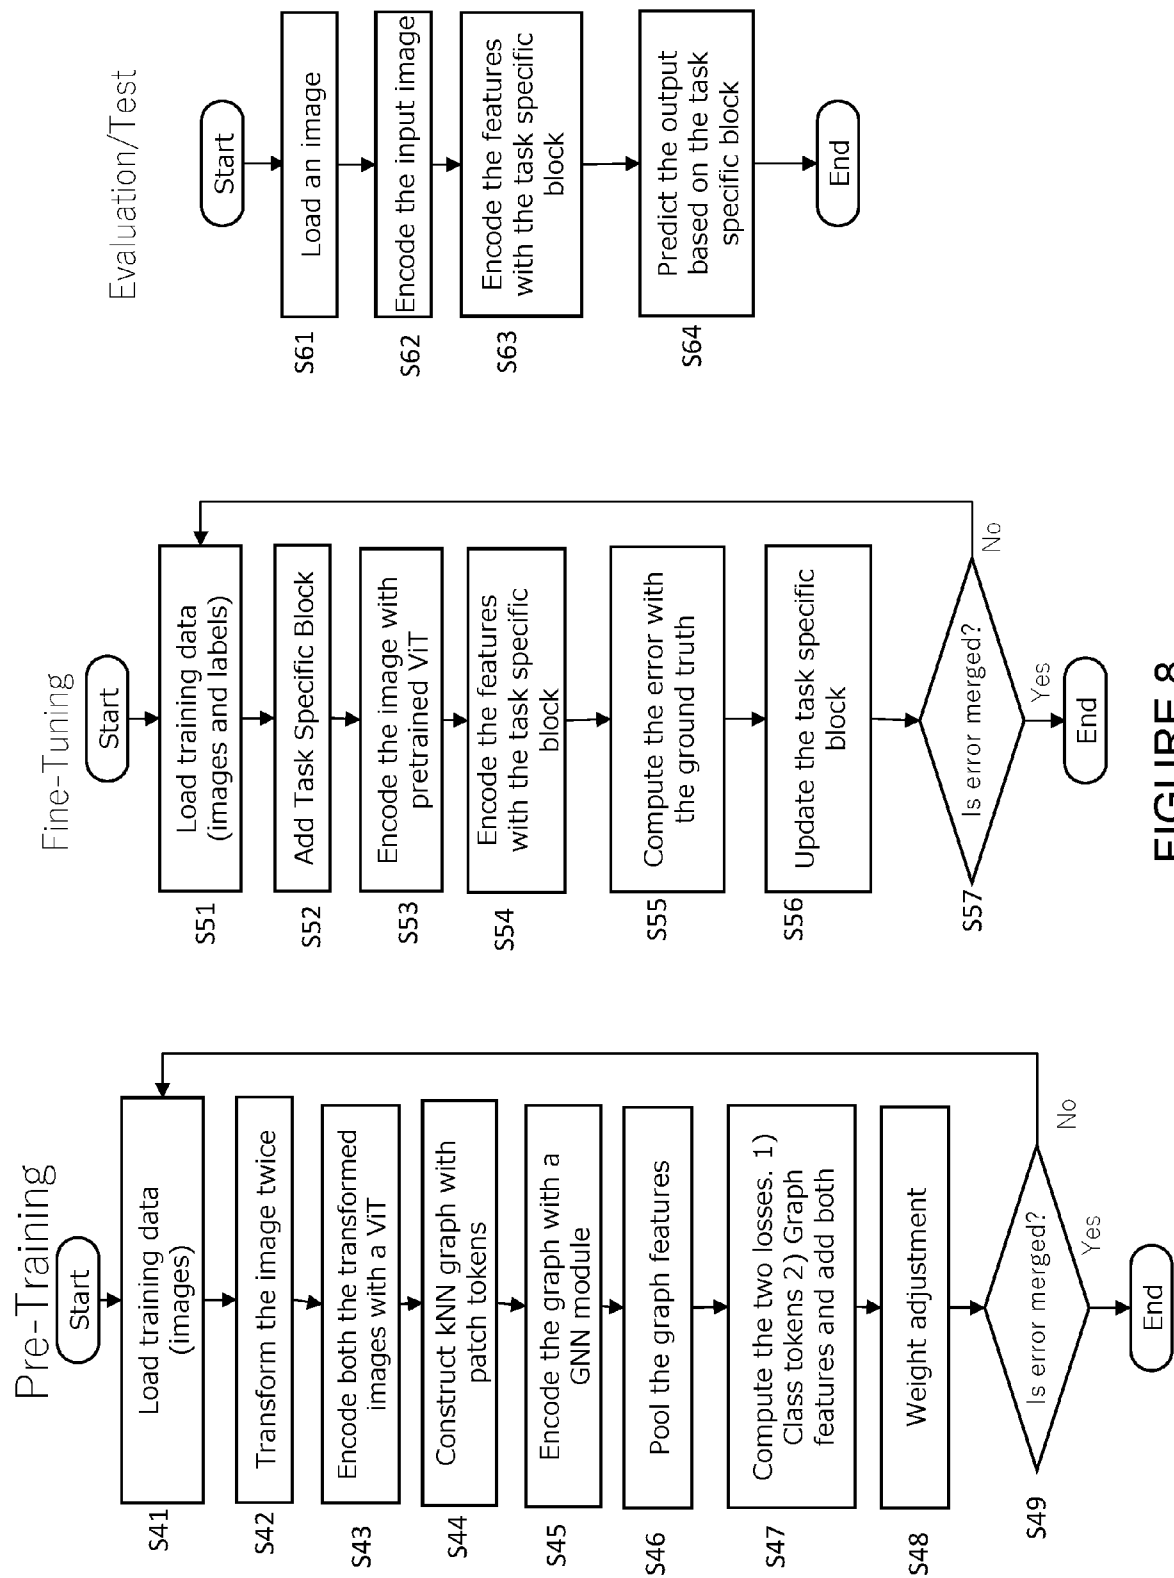 Pre-Training
Start
S41
Load training data
(images)
S42
Transform the image twice
S43
Encode both the transformed
images with a ViT
S44
Construct kNN graph with
patch tokens
S45
Encode the graph with a
GNN module
S46
Pool the graph features
S47
Compute the two losses. 1)
Class tokens 2) Graph
features and add both
S48
Weight adjustment
S49
Is error merged?
No
Yes
End
Fine-Tuning
Start
S51
Load training data
(images and labels)
S52
Add Task Specific Block
S53
Encode the image with
pretrained ViT
S54
Encode the features
with the task specific
block
S55
Compute the error with
the ground truth
S56
Update the task specific
block
S57
Is error merged?
No
Yes
End
Evaluation/Test
Start
S61
Load an image
S62
Encode the input image
S63
Encode the features
with the task specific
block
S64
Predict the output
based on the task
specific block
End
FIGURE 8